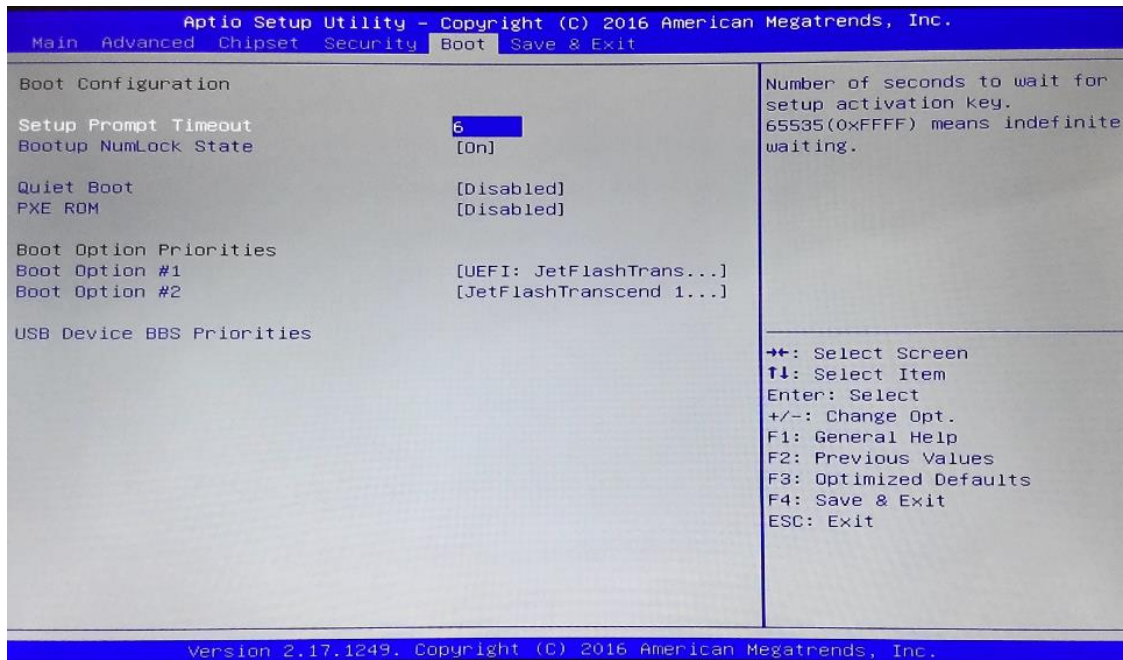 Aptio Setup Utility – Copyright (C) 2016 American Megatrends, Inc.
Main Advanced Chipset Security Boot Save & Exit
Boot Configuration
Setup Prompt Timeout 6
Bootup NumLock State [On]
Quiet Boot [Disabled]
PXE ROM [Disabled]
Boot Option Priorities
Boot Option #1 [UEFI: JetFlashTrans...]
Boot Option #2 [JetFlashTranscend 1...]
USB Device BBS Priorities
Number of seconds to wait for
setup activation key.
65535(0xFFFF) means indefinite
waiting.
→←: Select Screen
↑↓: Select Item
Enter: Select
+/-: Change Opt.
F1: General Help
F2: Previous Values
F3: Optimized Defaults
F4: Save & Exit
ESC: Exit
Version 2.17.1249. Copyright (C) 2016 American Megatrends, Inc.